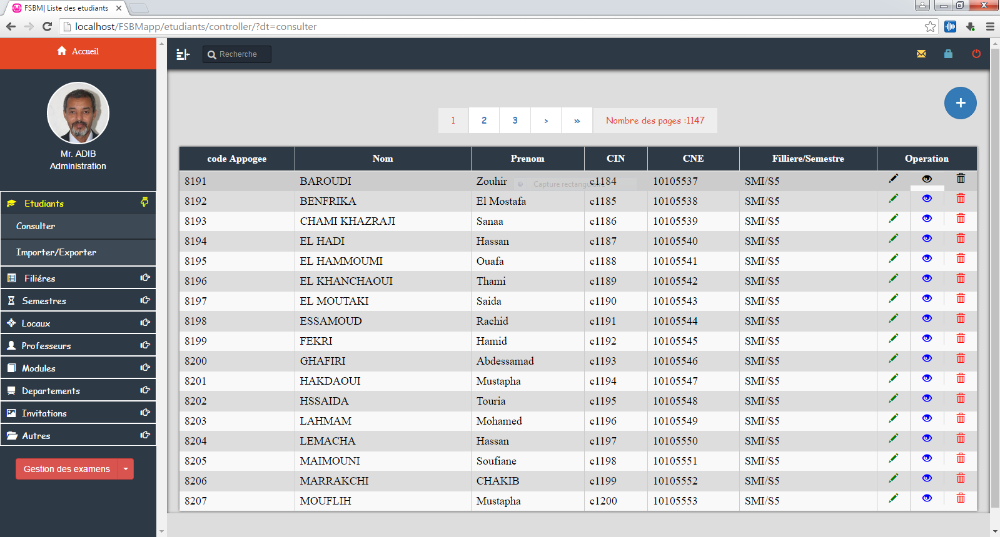 FSBM| Liste des etudiants
localhost/FSBMapp/etudiants/controller/?dt=consulter
Accueil
Recherche
Mr. ADIB
Administration
Etudiants
Consulter
Importer/Exporter
Filiéres
Semestres
Locaux
Professeurs
Modules
Departements
Invitations
Autres
Gestion des examens
+
1 2 3 > » Nombre des pages :1147
code Appogee Nom Prenom CIN CNE Filliere/Semestre Operation
8191 BAROUDI Zouhir c1184 10105537 SMI/S5
Capture rectangulaire
8192 BENFRIKA El Mostafa c1185 10105538 SMI/S5
8193 CHAMI KHAZRAJI Sanaa c1186 10105539 SMI/S5
8194 EL HADI Hassan c1187 10105540 SMI/S5
8195 EL HAMMOUMI Ouafa c1188 10105541 SMI/S5
8196 EL KHANCHAOUI Thami c1189 10105542 SMI/S5
8197 EL MOUTAKI Saida c1190 10105543 SMI/S5
8198 ESSAMOUD Rachid c1191 10105544 SMI/S5
8199 FEKRI Hamid c1192 10105545 SMI/S5
8200 GHAFIRI Abdessamad c1193 10105546 SMI/S5
8201 HAKDAOUI Mustapha c1194 10105547 SMI/S5
8202 HSSAIDA Touria c1195 10105548 SMI/S5
8203 LAHMAM Mohamed c1196 10105549 SMI/S5
8204 LEMACHA Hassan c1197 10105550 SMI/S5
8205 MAIMOUNI Soufiane c1198 10105551 SMI/S5
8206 MARRAKCHI CHAKIB c1199 10105552 SMI/S5
8207 MOUFLIH Mustapha c1200 10105553 SMI/S5